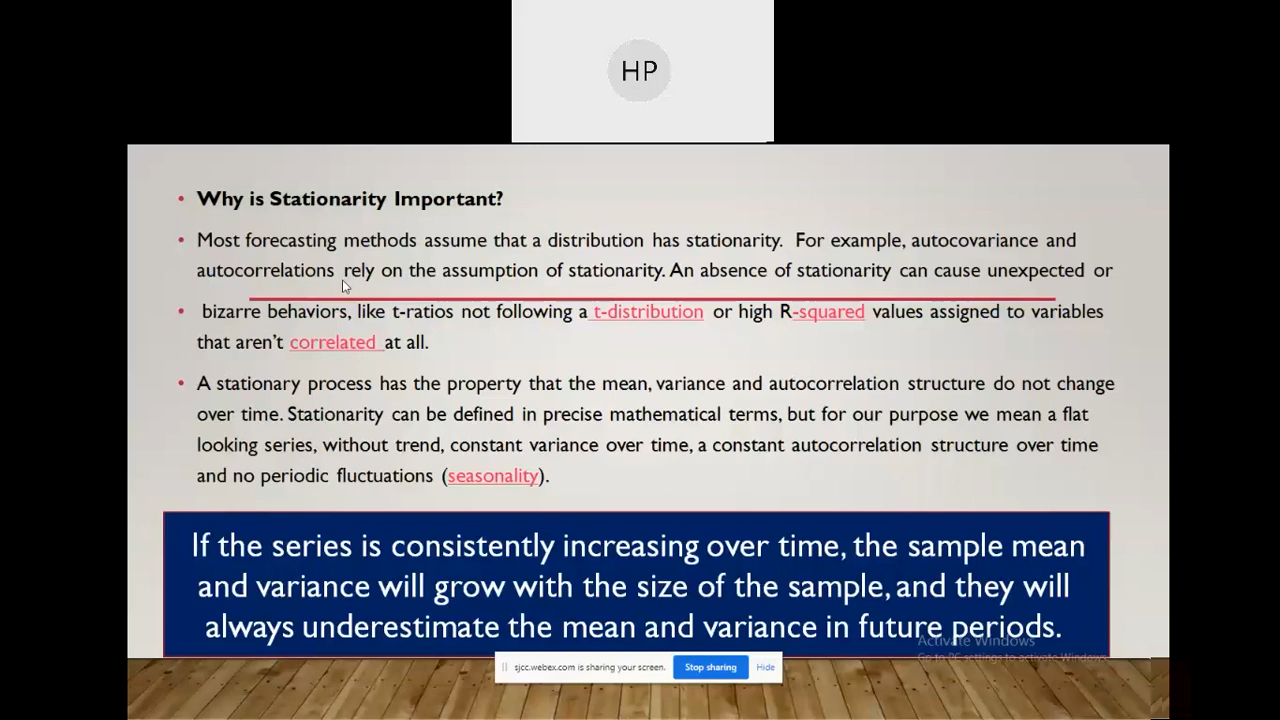 HP
• Why is Stationarity Important?
• Most forecasting methods assume that a distribution has stationarity. For example, autocovariance and
autocorrelations rely on the assumption of stationarity. An absence of stationarity can cause unexpected or
• bizarre behaviors, like t-ratios not following a t-distribution or high R-squared values assigned to variables
that aren't correlated at all.
• A stationary process has the property that the mean, variance and autocorrelation structure do not change
over time. Stationarity can be defined in precise mathematical terms, but for our purpose we mean a flat
looking series, without trend, constant variance over time, a constant autocorrelation structure over time
and no periodic fluctuations (seasonality).
If the series is consistently increasing over time, the sample mean
and variance will grow with the size of the sample, and they will
always underestimate the mean and variance in future periods.
Activate Windows
Go to PC settings to activate Windows.
sjcc.webex.com is sharing your screen. Stop sharing Hide